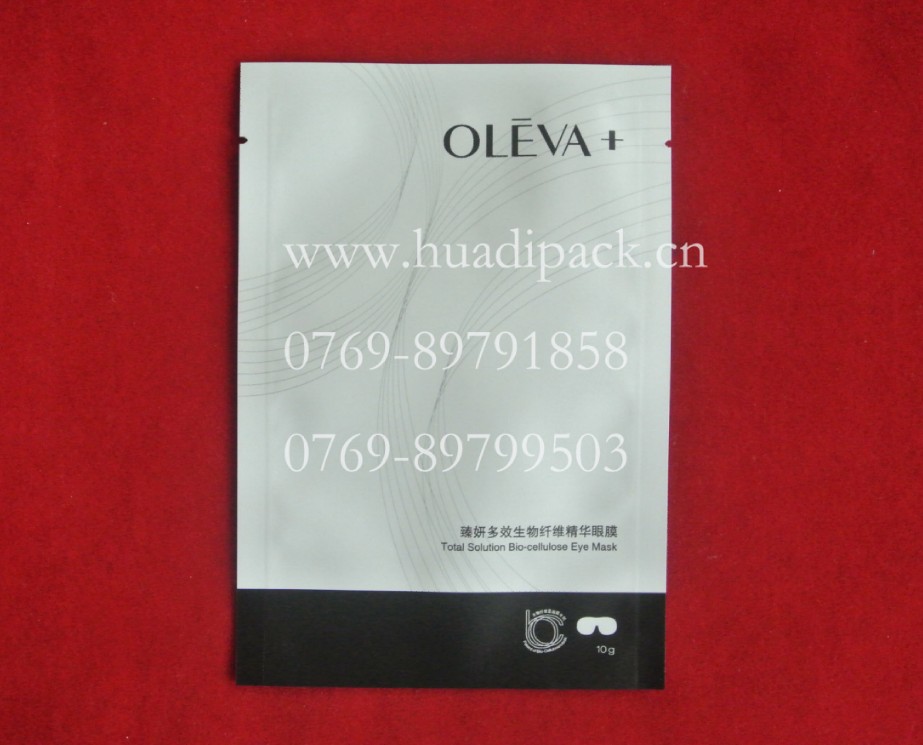 OLĒVA +
www.huadipack.cn
0769-89791858
0769-89799503
臻妍多效生物纤维精华眼膜
Total Solution Bio-cellulose Eye Mask
bc
10g